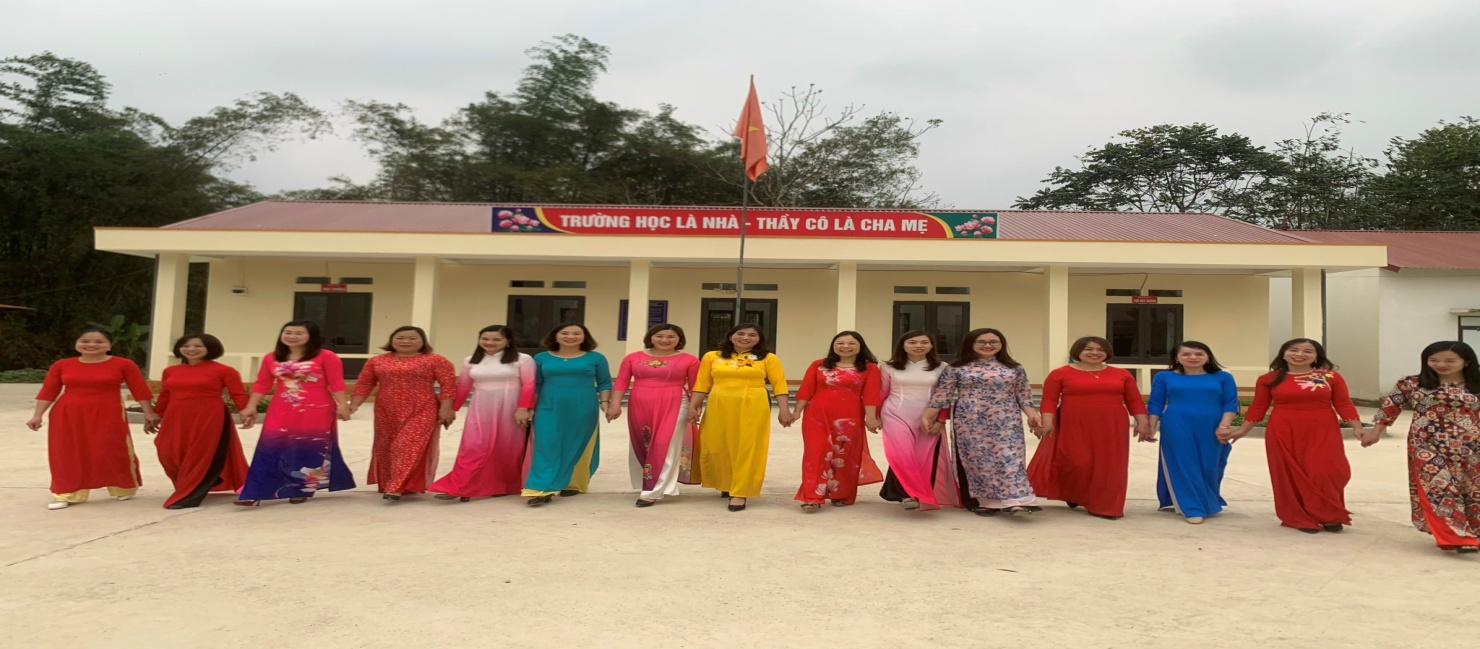 TRƯỜNG HỌC LÀ NHÀ - THẦY CÔ LÀ CHA MẸ